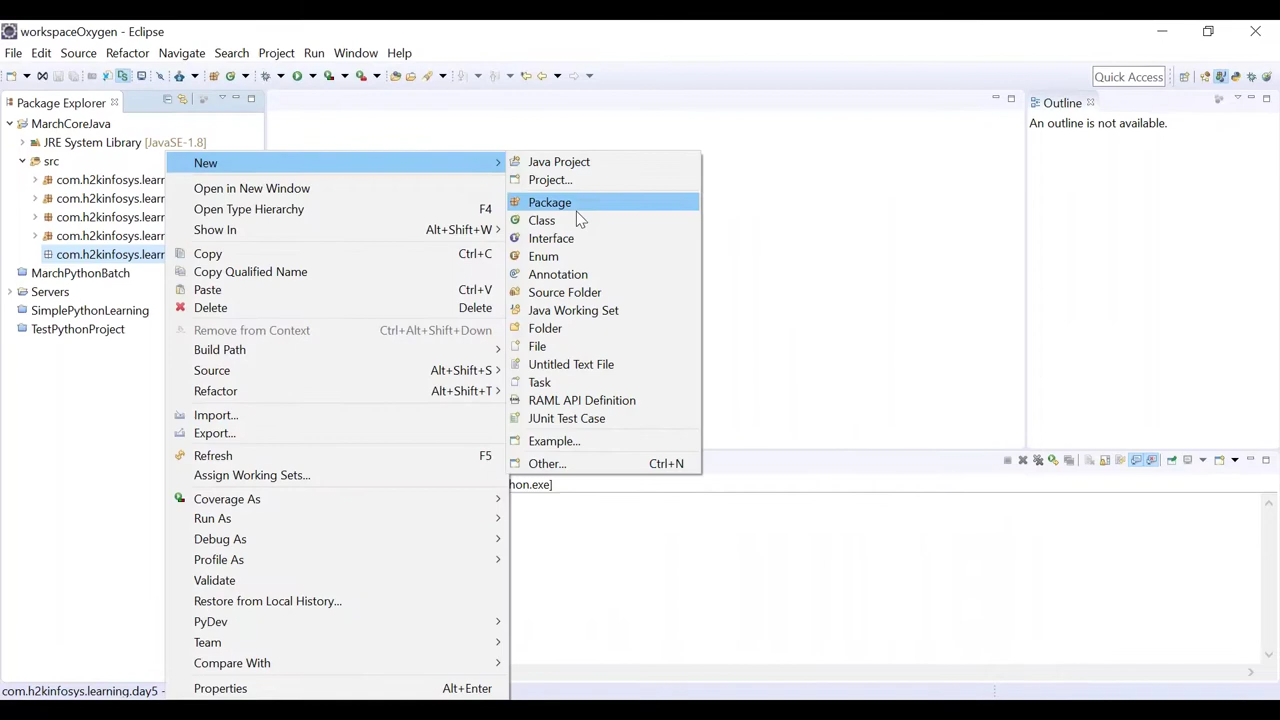 workspaceOxygen - Eclipse
File Edit Source Refactor Navigate Search Project Run Window Help
Quick Access
Package Explorer
MarchCoreJava
JRE System Library [JavaSE-1.8]
src
com.h2kinfosys.learn
com.h2kinfosys.learn
com.h2kinfosys.learn
com.h2kinfosys.learn
com.h2kinfosys.learn
MarchPythonBatch
Servers
SimplePythonLearning
TestPythonProject
New
Open in New Window
Open Type Hierarchy F4
Show In Alt+Shift+W
Copy Ctrl+C
Copy Qualified Name
Paste Ctrl+V
Delete Delete
Remove from Context Ctrl+Alt+Shift+Down
Build Path
Source Alt+Shift+S
Refactor Alt+Shift+T
Import...
Export...
Refresh F5
Assign Working Sets...
Coverage As
Run As
Debug As
Profile As
Validate
Restore from Local History...
PyDev
Team
Compare With
Properties Alt+Enter
Java Project
Project...
Package
Class
Interface
Enum
Annotation
Source Folder
Java Working Set
Folder
File
Untitled Text File
Task
RAML API Definition
JUnit Test Case
Example...
Other... Ctrl+N
Outline
An outline is not available.
hon.exe]
com.h2kinfosys.learning.day5 -